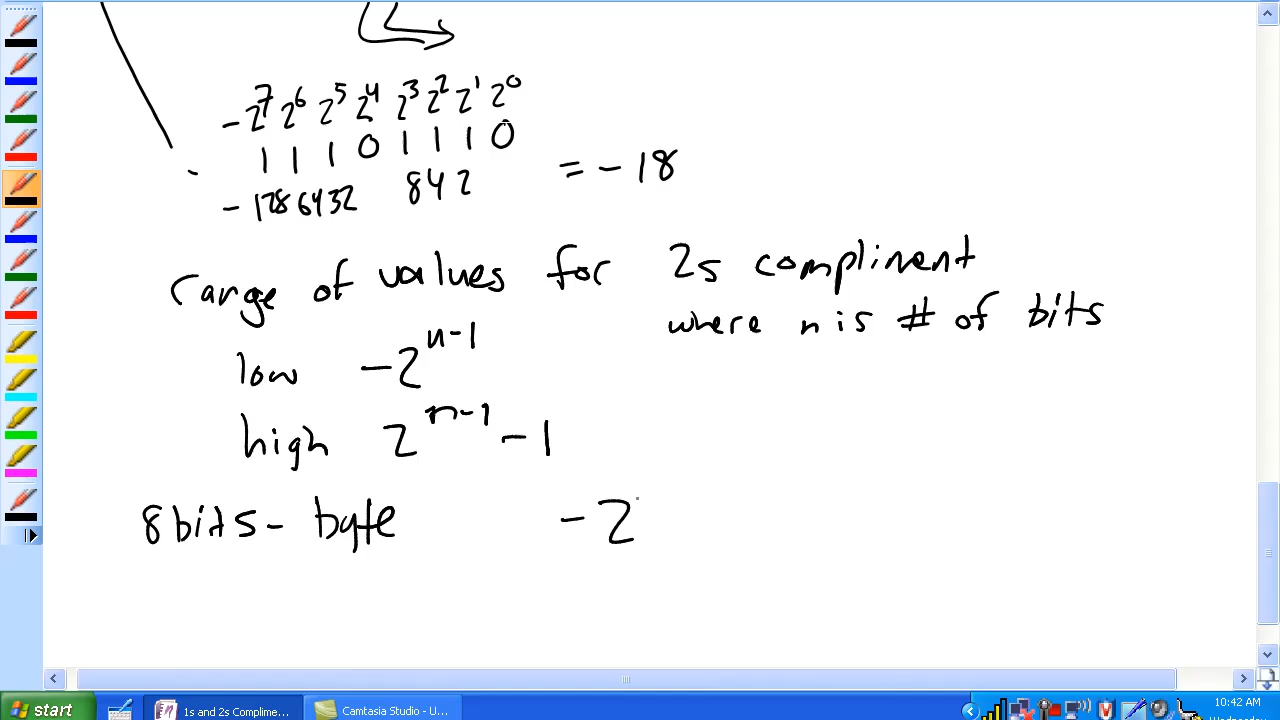 -2^7 2^6 2^5 2^4 2^3 2^2 2^1 2^0
1 1 1 0 1 1 1 0
-128 64 32 8 4 2 = -18
range of values for 2s compliment
where n is # of bits
low -2^n-1
high 2^n-1 - 1
8 bits - byte -2
start
1s and 2s Complime...
Camtasia Studio - U...
10:42 AM